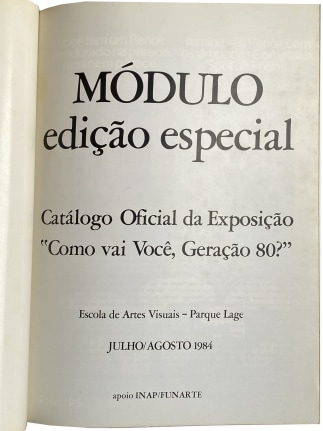 MÓDULO
edição especial
Catálogo Oficial da Exposição
"Como vai Você, Geração 80?"
Escola de Artes Visuais – Parque Lage
JULHO/AGOSTO 1984
apoio INAP/FUNARTE